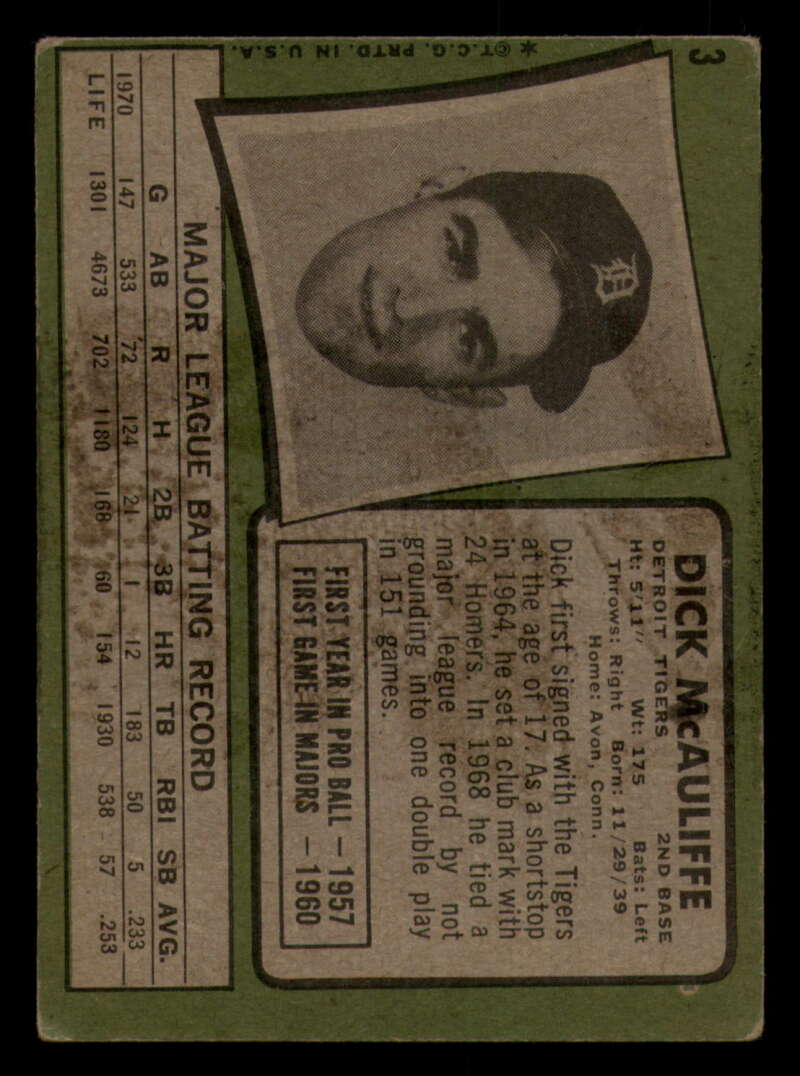 3
DICK McAULIFFE
DETROIT TIGERS 2ND BASE
Ht: 5'11" Wt: 175 Bats: Left
Throws: Right Born: 11/29/39
Home: Avon, Conn.
Dick first signed with the Tigers
at the age of 17. As a shortstop
in 1964, he set a club mark with
24 Homers. In 1968 he tied a
major league record by not
grounding into one double play
in 151 games.
FIRST YEAR IN PRO BALL – 1957
FIRST GAME IN MAJORS – 1960
D
MAJOR LEAGUE BATTING RECORD
G AB R H 2B 3B HR TB RBI SB AVG.
1970 147 533 72 124 21 1 12 183 50 5 .233
LIFE 1301 4673 702 1180 168 60 154 1930 538 57 .253
* ©T.C.G. PRTD. IN U.S.A.